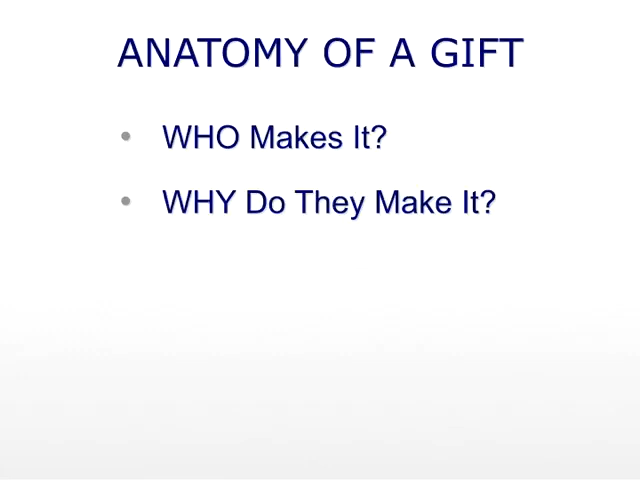 ANATOMY OF A GIFT
• WHO Makes It?
• WHY Do They Make It?